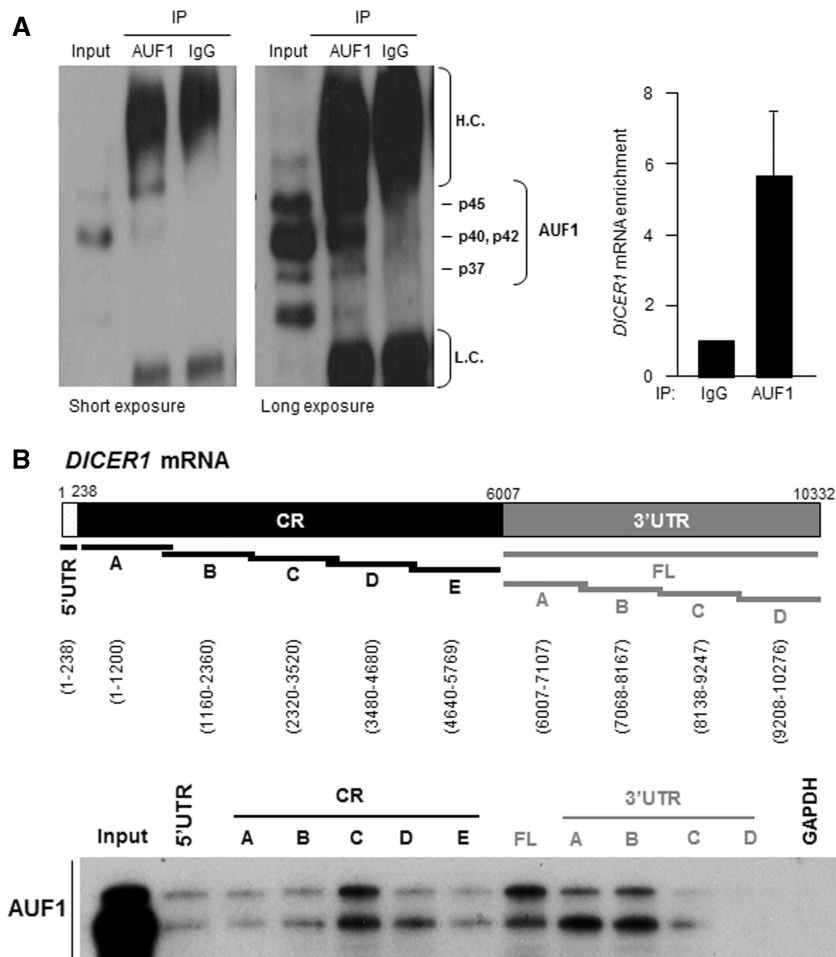 A
IP
IP
Input AUF1 IgG
Input AUF1 IgG
H.C.
p45
p40, p42
p37
AUF1
L.C.
Short exposure
Long exposure
DICER1 mRNA enrichment
8
6
4
2
0
IP: IgG AUF1
B
DICER1 mRNA
1 238 6007 10332
CR 3'UTR
5'UTR
A B C D E
FL
A B C D
(1-238)
(1-1200)
(1160-2360)
(2320-3520)
(3480-4680)
(4640-5769)
(6007-7107)
(7068-8167)
(8138-9247)
(9208-10276)
CR 3'UTR
Input 5'UTR A B C D E FL A B C D GAPDH
AUF1